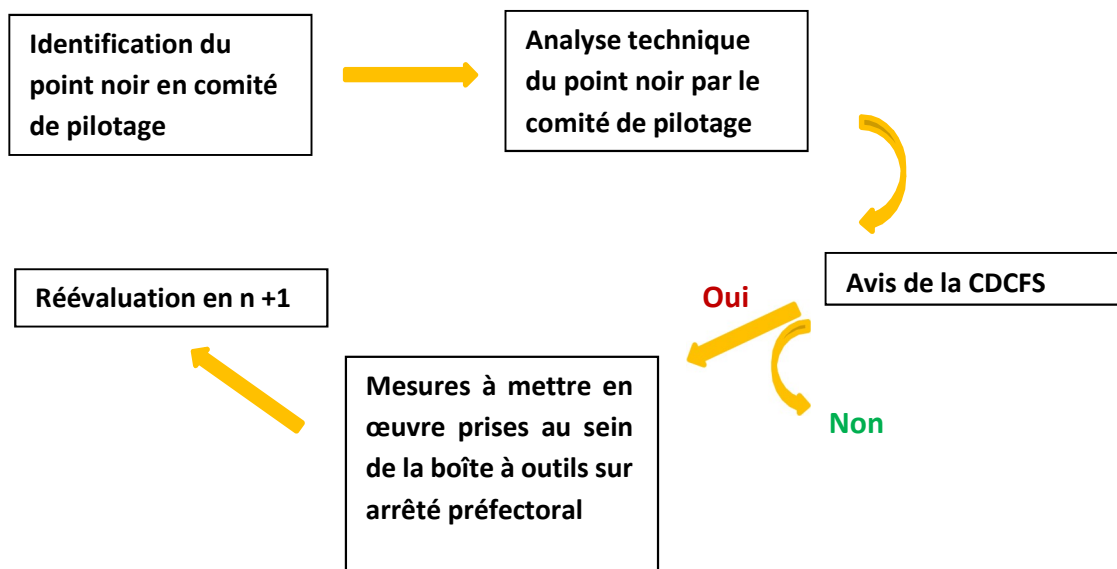 Identification du
point noir en comité
de pilotage
Analyse technique
du point noir par le
comité de pilotage
Avis de la CDCFS
Oui
Non
Mesures à mettre en
œuvre prises au sein
de la boîte à outils sur
arrêté préfectoral
Réévaluation en n +1